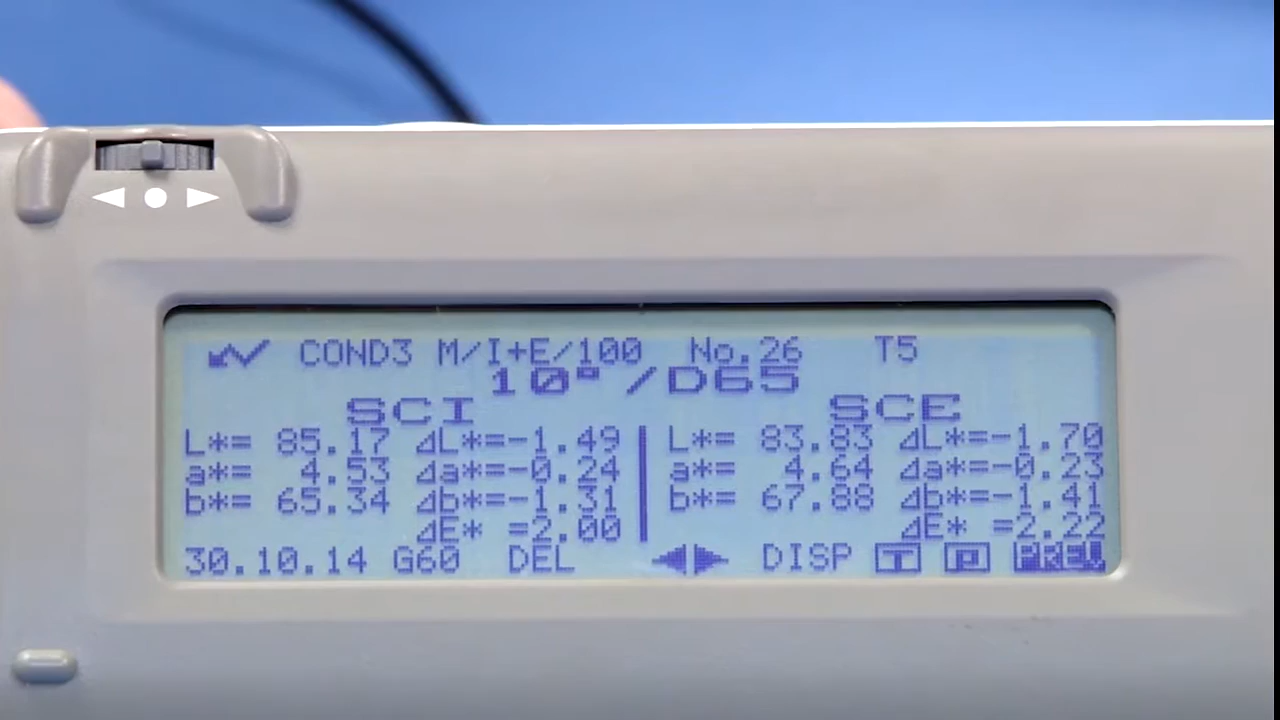 COND3 M/I+E/100 No.26 T5
10°/D65
SCI SCE
L*= 85.17 ΔL*=-1.49 L*= 83.83 ΔL*=-1.70
a*= 4.53 Δa*=-0.24 a*= 4.64 Δa*=-0.23
b*= 65.34 Δb*=-1.31 b*= 67.88 Δb*=-1.41
ΔE* =2.00 ΔE* =2.22
30.10.14 G60 DEL ◀▶ DISP T P PREV